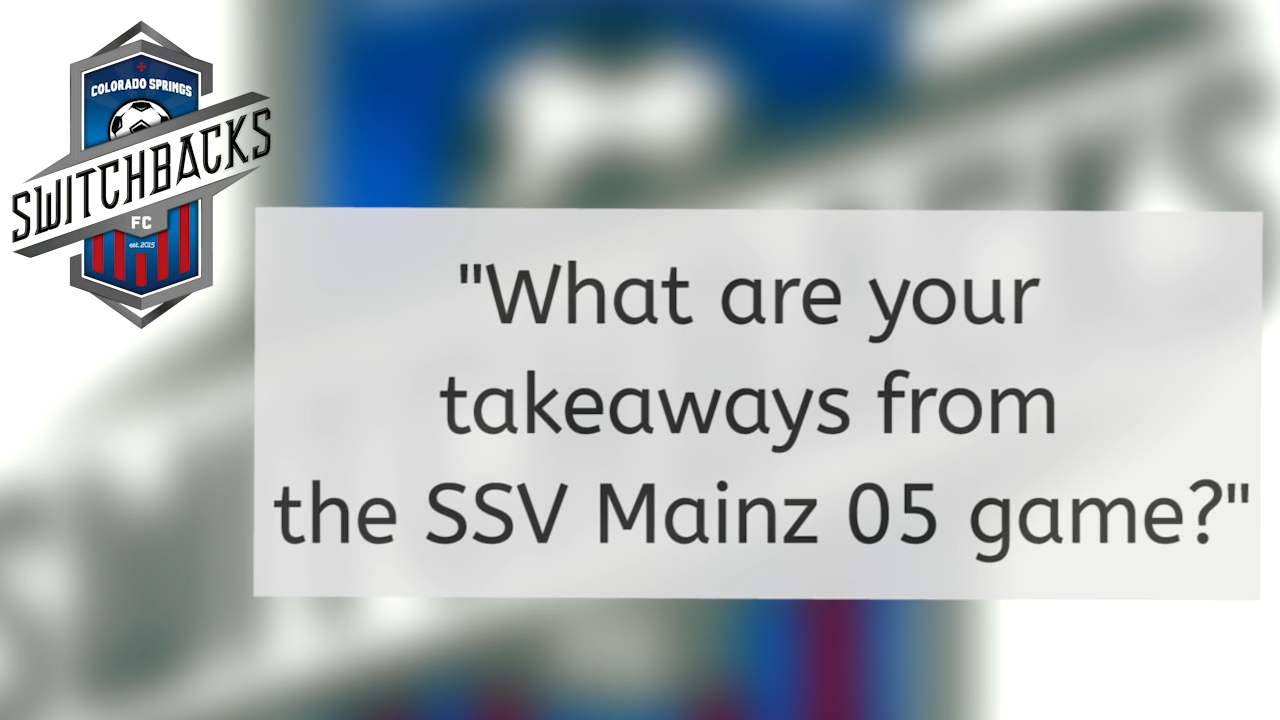 COLORADO SPRINGS
SWITCHBACKS
FC
est. 2015
"What are your
takeaways from
the SSV Mainz 05 game?"